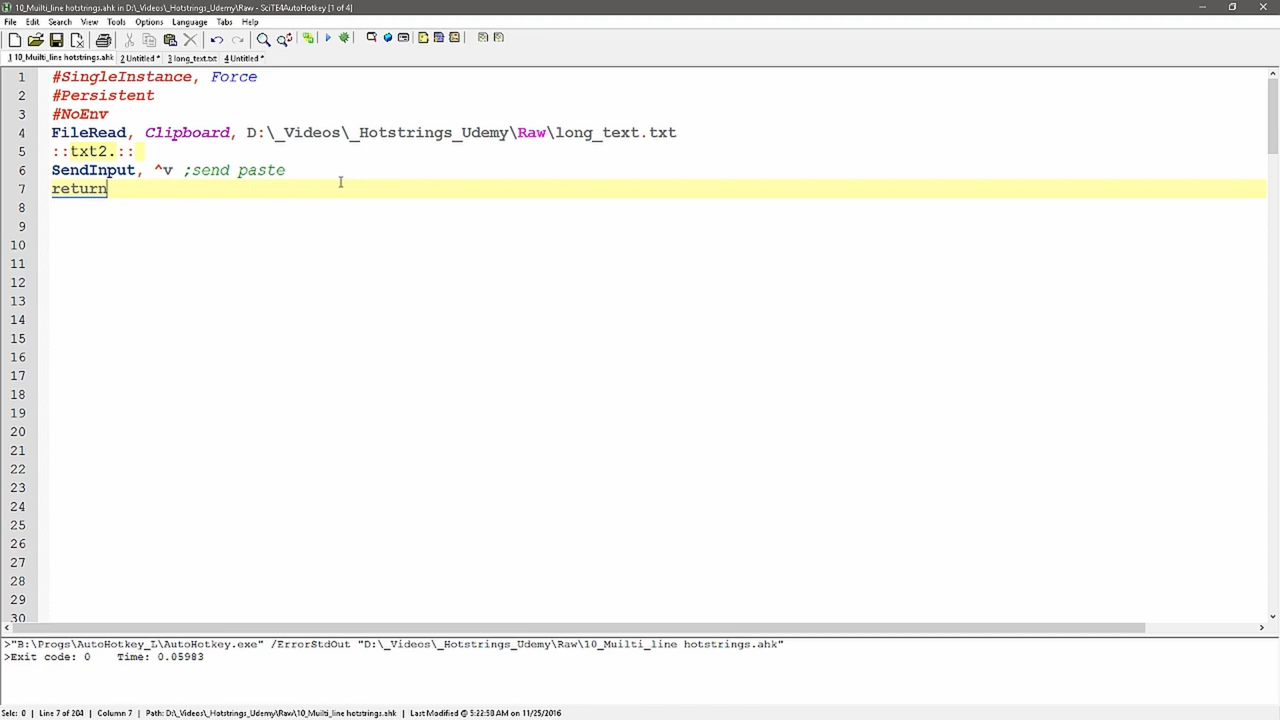 10_Muilti_line hotstrings.ahk in D:\_Videos\_Hotstrings_Udemy\Raw - SciTE4AutoHotkey [1 of 4]
File Edit Search View Tools Options Language Tabs Help
1 10_Muilti_line hotstrings.ahk 2 Untitled * 3 long_text.txt 4 Untitled *
1 #SingleInstance, Force
2 #Persistent
3 #NoEnv
4 FileRead, Clipboard, D:\_Videos\_Hotstrings_Udemy\Raw\long_text.txt
5 ::txt2.::
6 SendInput, ^v ;send paste
7 return
8
9
10
11
12
13
14
15
16
17
18
19
20
21
22
23
24
25
26
27
28
29
30
>"B:\Progs\AutoHotkey_L\AutoHotkey.exe" /ErrorStdOut "D:\_Videos\_Hotstrings_Udemy\Raw\10_Muilti_line hotstrings.ahk"
>Exit code: 0 Time: 0.05983
Selc: 0 | Line 7 of 204 | Column 7 | Path: D:\_Videos\_Hotstrings_Udemy\Raw\10_Muilti_line hotstrings.ahk | Last Modified @ 5:22:58 AM on 11/25/2016